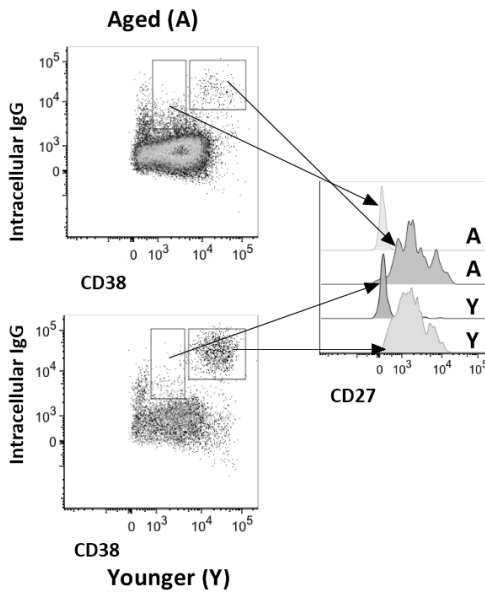 Aged (A)
Intracellular IgG
10⁵
10⁴
10³
0
0 10³ 10⁴ 10⁵
CD38
A
A
Y
Y
0 10³ 10⁴ 10⁵
CD27
Intracellular IgG
10⁵
10⁴
10³
0
0 10³ 10⁴ 10⁵
CD38
Younger (Y)